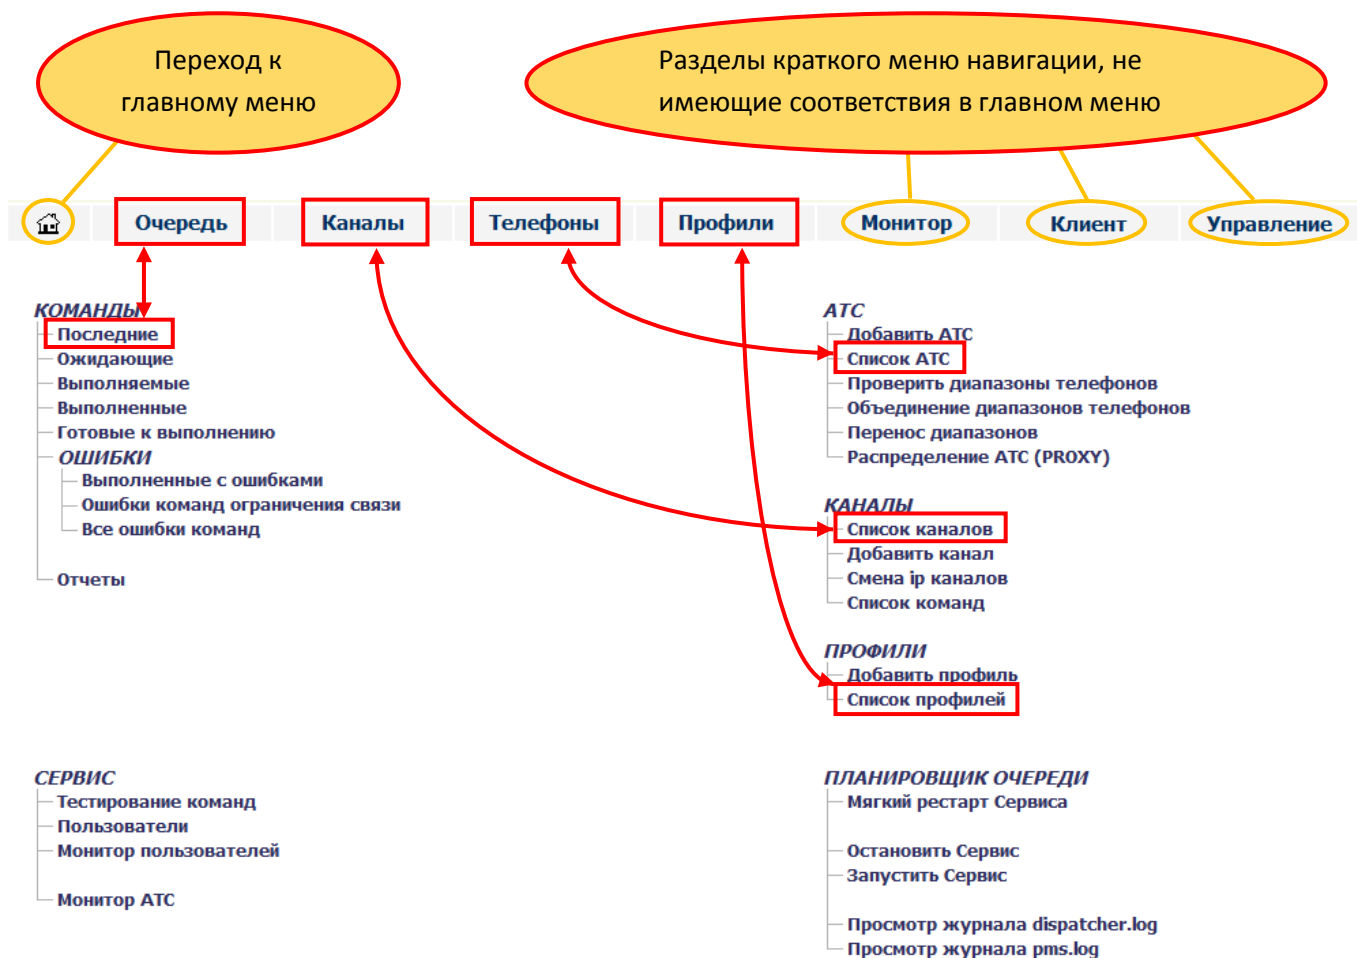 Переход к
главному меню
Разделы краткого меню навигации, не
имеющие соответствия в главном меню
Очередь
Каналы
Телефоны
Профили
Монитор
Клиент
Управление
КОМАНДЫ
Последние
Ожидающие
Выполняемые
Выполненные
Готовые к выполнению
ОШИБКИ
Выполненные с ошибками
Ошибки команд ограничения связи
Все ошибки команд
Отчеты
АТС
Добавить АТС
Список АТС
Проверить диапазоны телефонов
Объединение диапазонов телефонов
Перенос диапазонов
Распределение АТС (PROXY)
КАНАЛЫ
Список каналов
Добавить канал
Смена ip каналов
Список команд
ПРОФИЛИ
Добавить профиль
Список профилей
СЕРВИС
Тестирование команд
Пользователи
Монитор пользователей
Монитор АТС
ПЛАНИРОВЩИК ОЧЕРЕДИ
Мягкий рестарт Сервиса
Остановить Сервис
Запустить Сервис
Просмотр журнала dispatcher.log
Просмотр журнала pms.log